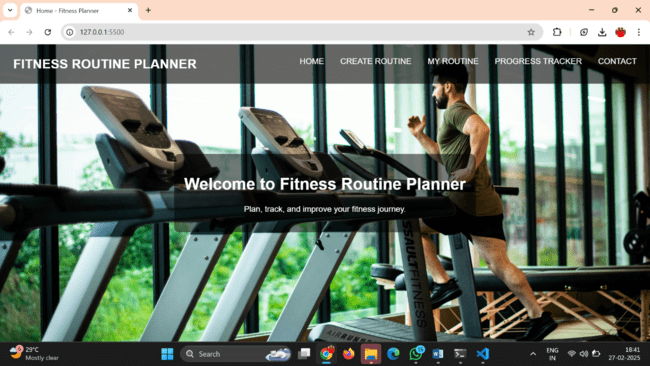 Home - Fitness Planner
127.0.0.1:5500
FITNESS ROUTINE PLANNER
HOME CREATE ROUTINE MY ROUTINE PROGRESS TRACKER CONTACT
Welcome to Fitness Routine Planner
Plan, track, and improve your fitness journey.
SSAULTFITNESS
29°C
Mostly clear
Search
ENG
IN
18:41
27-02-2025